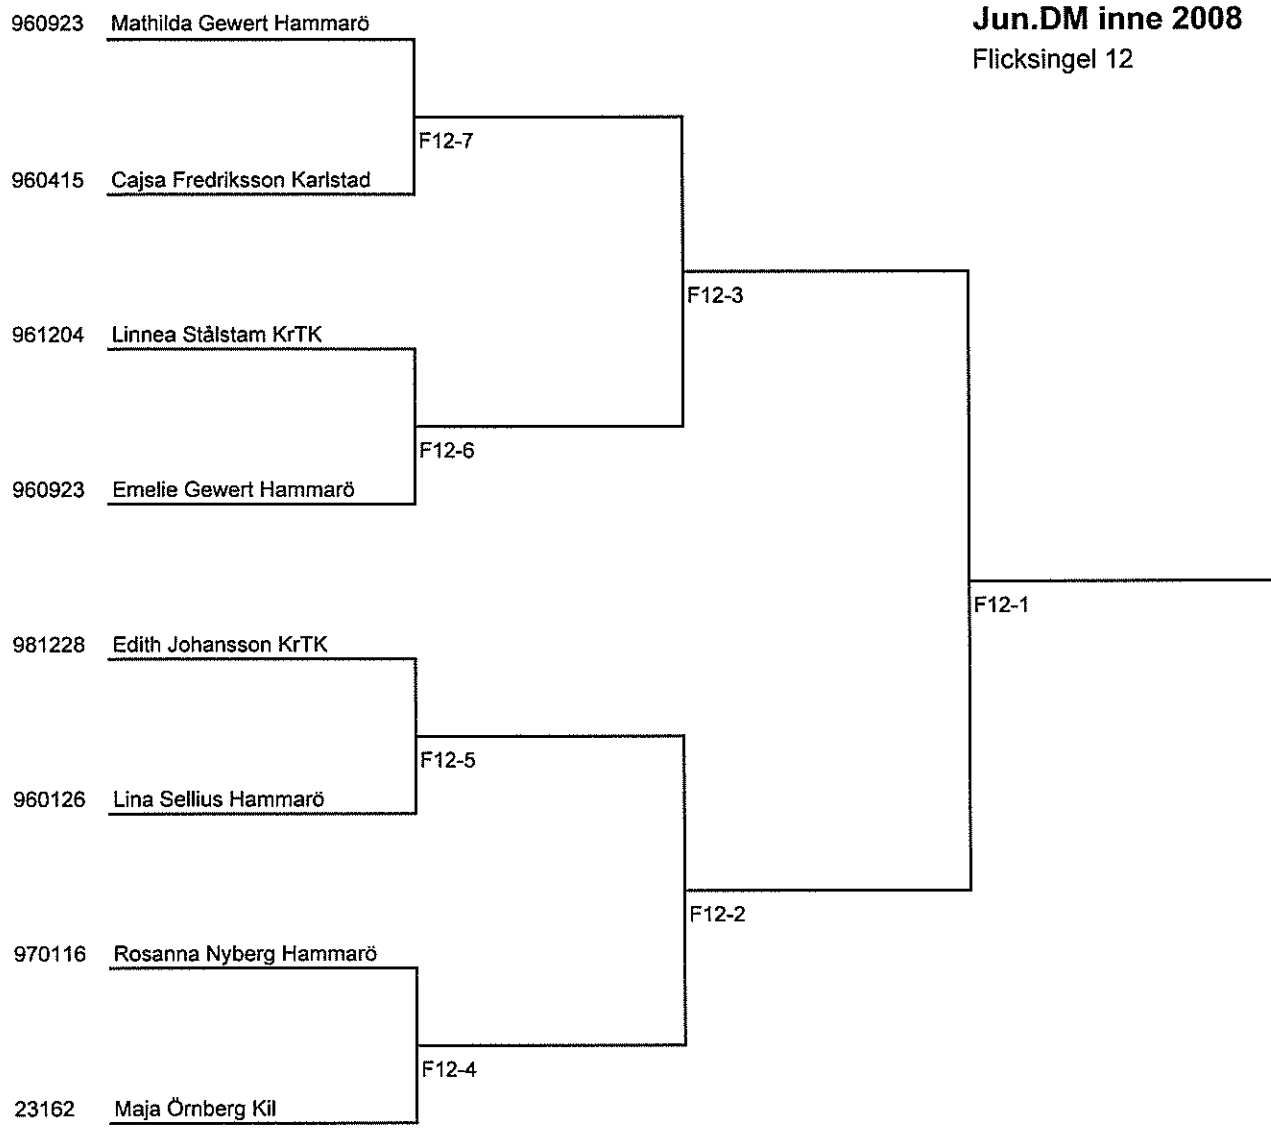 Jun.DM inne 2008
Flicksingel 12
960923 Mathilda Gewert Hammarö
F12-7
960415 Cajsa Fredriksson Karlstad
F12-3
961204 Linnea Stålstam KrTK
F12-6
960923 Emelie Gewert Hammarö
F12-1
981228 Edith Johansson KrTK
F12-5
960126 Lina Sellius Hammarö
F12-2
970116 Rosanna Nyberg Hammarö
F12-4
23162 Maja Örnberg Kil